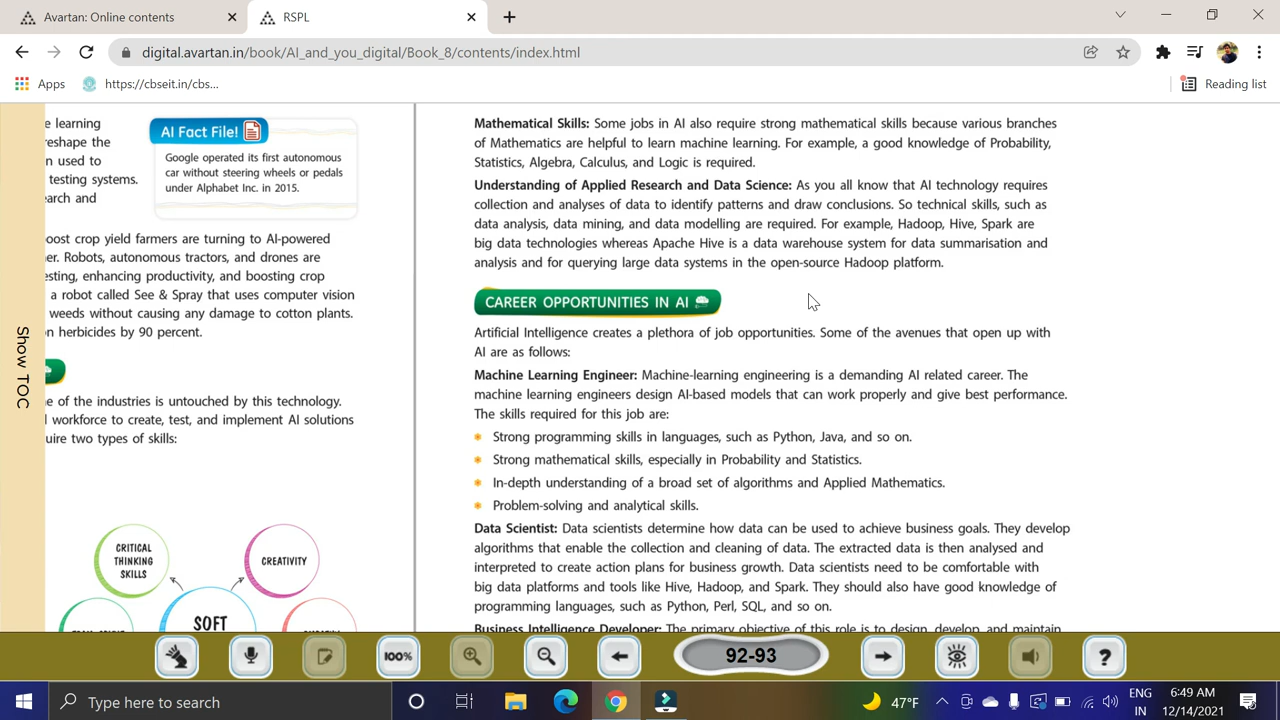 Avartan: Online contents
RSPL
digital.avartan.in/book/AI_and_you_digital/Book_8/contents/index.html
Apps
https://cbseit.in/cbs...
Reading list
Show TOC
e learning
reshape the
n used to
testing systems.
earch and
AI Fact File!
Google operated its first autonomous
car without steering wheels or pedals
under Alphabet Inc. in 2015.
oost crop yield farmers are turning to AI-powered
er. Robots, autonomous tractors, and drones are
esting, enhancing productivity, and boosting crop
a robot called See & Spray that uses computer vision
weeds without causing any damage to cotton plants.
n herbicides by 90 percent.
e of the industries is untouched by this technology.
l workforce to create, test, and implement AI solutions
uire two types of skills:
CRITICAL
THINKING
SKILLS
CREATIVITY
SOFT
Mathematical Skills: Some jobs in AI also require strong mathematical skills because various branches
of Mathematics are helpful to learn machine learning. For example, a good knowledge of Probability,
Statistics, Algebra, Calculus, and Logic is required.
Understanding of Applied Research and Data Science: As you all know that AI technology requires
collection and analyses of data to identify patterns and draw conclusions. So technical skills, such as
data analysis, data mining, and data modelling are required. For example, Hadoop, Hive, Spark are
big data technologies whereas Apache Hive is a data warehouse system for data summarisation and
analysis and for querying large data systems in the open-source Hadoop platform.
CAREER OPPORTUNITIES IN AI
Artificial Intelligence creates a plethora of job opportunities. Some of the avenues that open up with
AI are as follows:
Machine Learning Engineer: Machine-learning engineering is a demanding AI related career. The
machine learning engineers design AI-based models that can work properly and give best performance.
The skills required for this job are:
Strong programming skills in languages, such as Python, Java, and so on.
Strong mathematical skills, especially in Probability and Statistics.
In-depth understanding of a broad set of algorithms and Applied Mathematics.
Problem-solving and analytical skills.
Data Scientist: Data scientists determine how data can be used to achieve business goals. They develop
algorithms that enable the collection and cleaning of data. The extracted data is then analysed and
interpreted to create action plans for business growth. Data scientists need to be comfortable with
big data platforms and tools like Hive, Hadoop, and Spark. They should also have good knowledge of
programming languages, such as Python, Perl, SQL, and so on.
Business Intelligence Developer: The primary objective of this role is to design, develop, and maintain
100%
92-93
?
Type here to search
47°F
ENG
IN
6:49 AM
12/14/2021